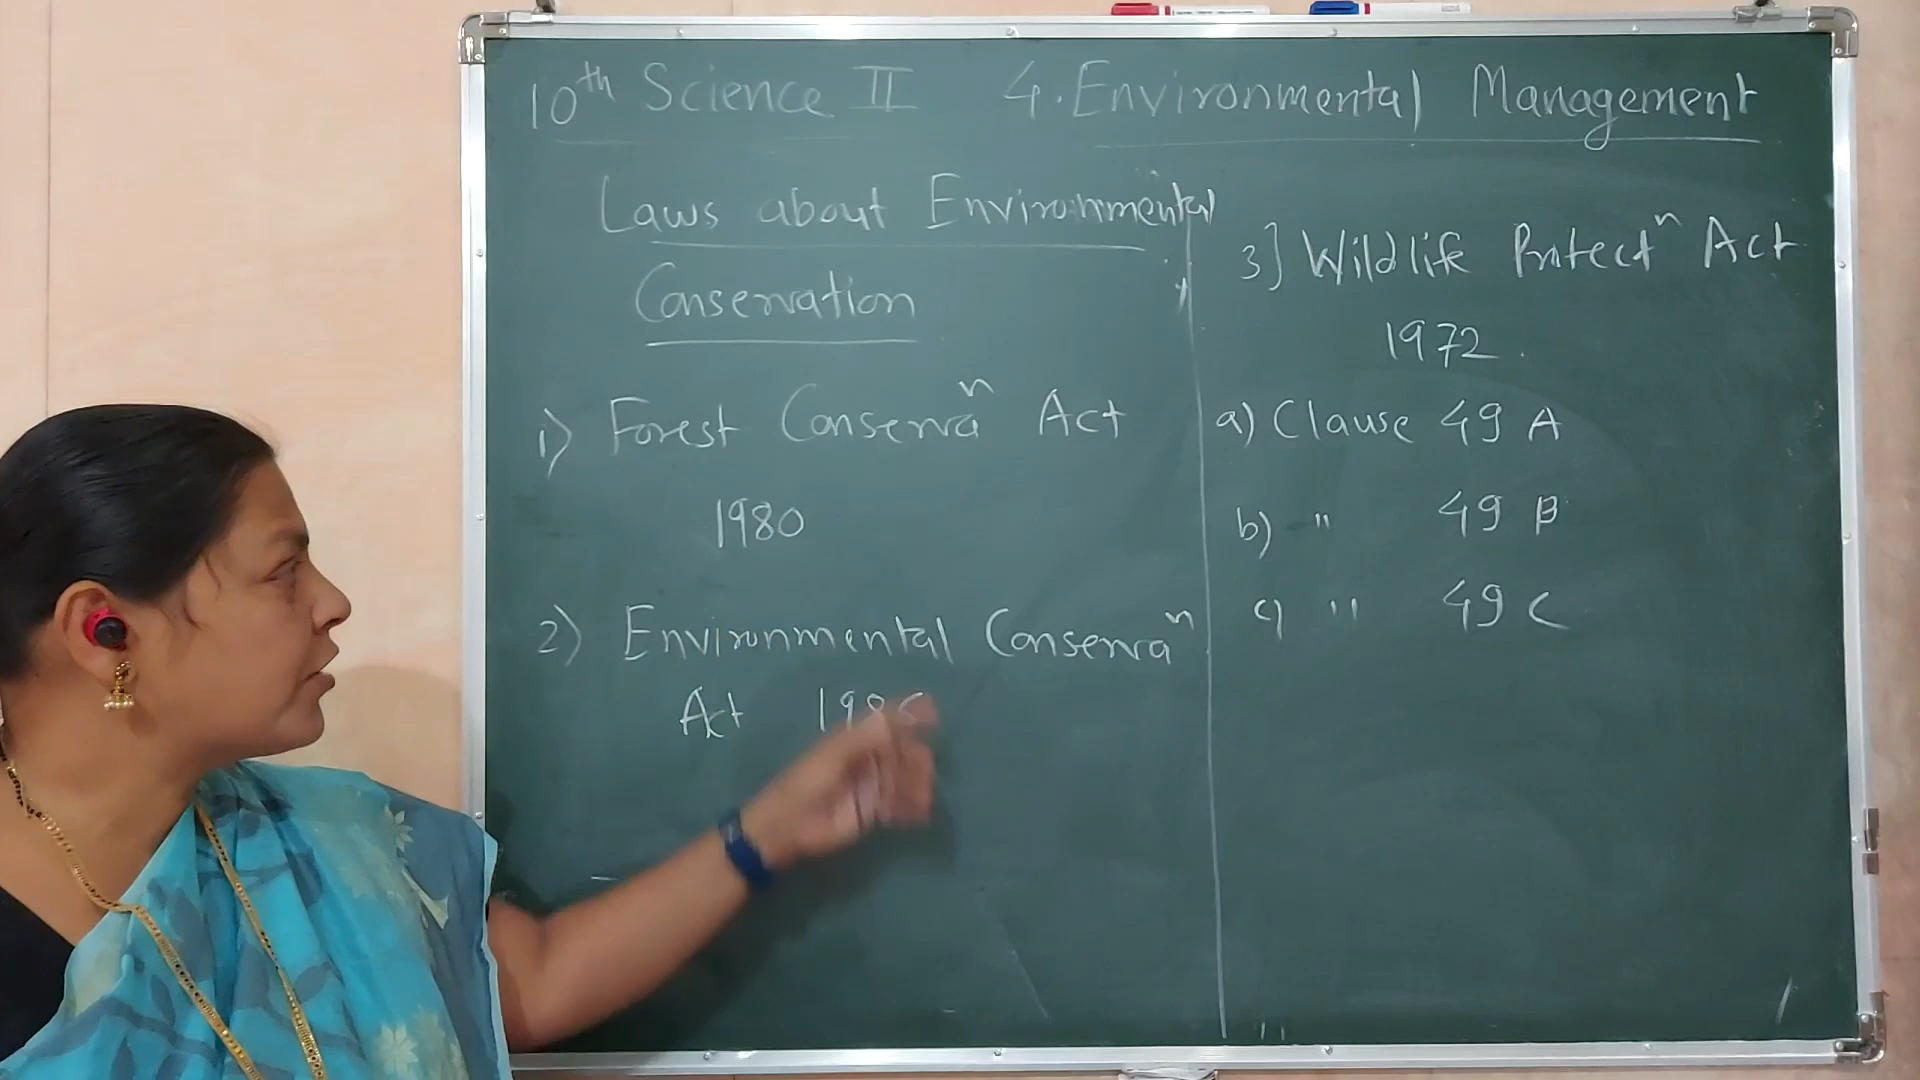 10th Science II 4. Environmental Management
Laws about Environmental
Conservation
1) Forest Conservaⁿ Act
1980
2) Environmental Conservaⁿ
Act
3] Wildlife Protectⁿ Act
1972.
a) Clause 49 A
b) " 49 B
c) " 49 C